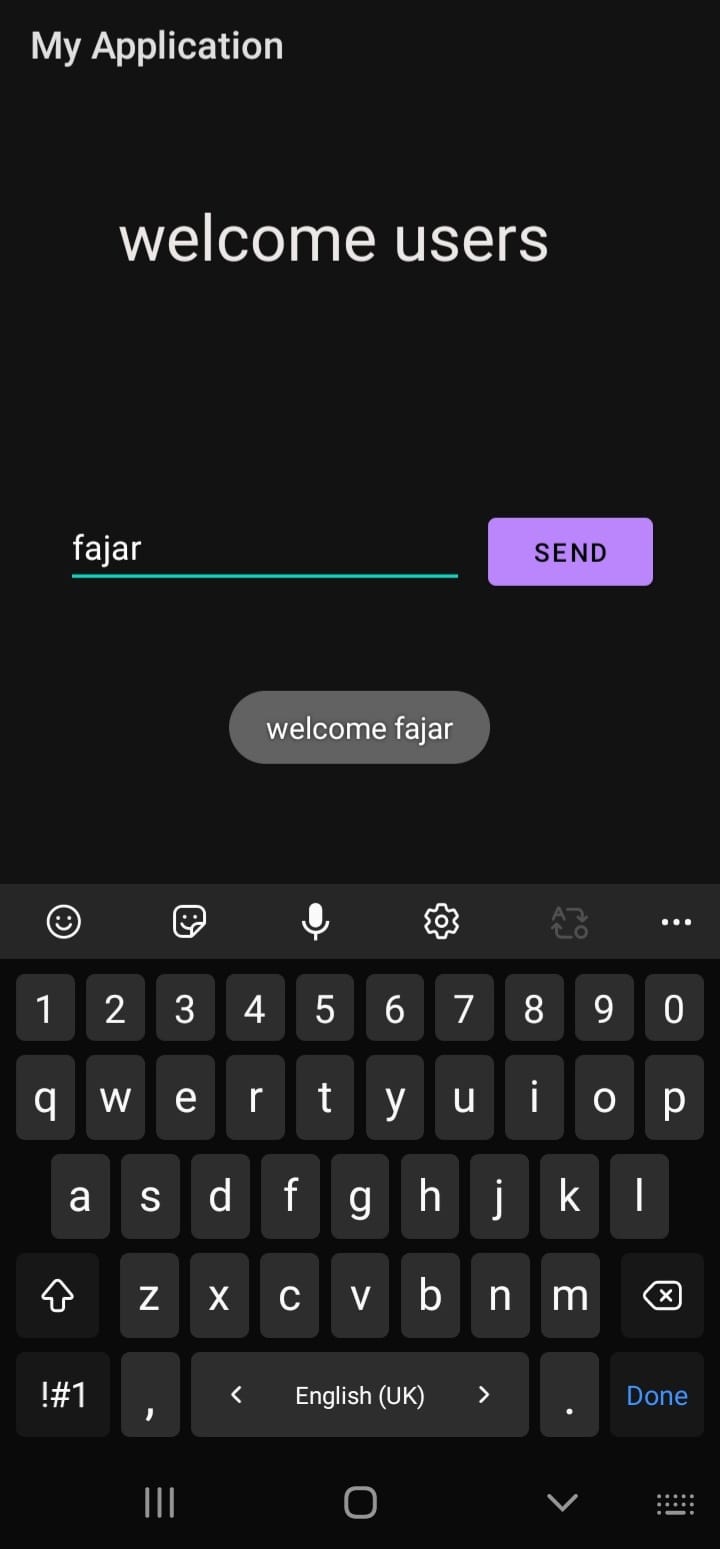 My Application
welcome users
fajar
SEND
welcome fajar
1 2 3 4 5 6 7 8 9 0
q w e r t y u i o p
a s d f g h j k l
z x c v b n m
!#1 , < English (UK) > . Done